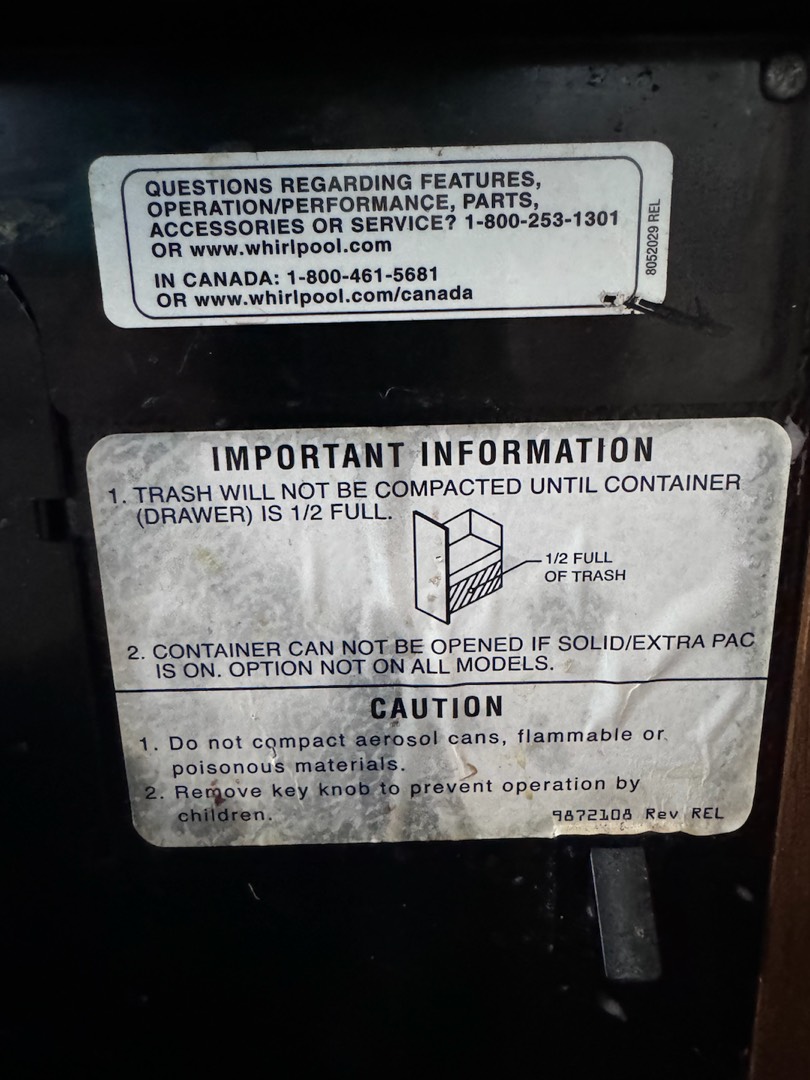 QUESTIONS REGARDING FEATURES,
OPERATION/PERFORMANCE, PARTS,
ACCESSORIES OR SERVICE? 1-800-253-1301
OR www.whirlpool.com
IN CANADA: 1-800-461-5681
OR www.whirlpool.com/canada
8052029 REL
IMPORTANT INFORMATION
1. TRASH WILL NOT BE COMPACTED UNTIL CONTAINER
(DRAWER) IS 1/2 FULL.
1/2 FULL
OF TRASH
2. CONTAINER CAN NOT BE OPENED IF SOLID/EXTRA PAC
IS ON. OPTION NOT ON ALL MODELS.
CAUTION
1. Do not compact aerosol cans, flammable or
poisonous materials.
2. Remove key knob to prevent operation by
children.
9872108 Rev REL